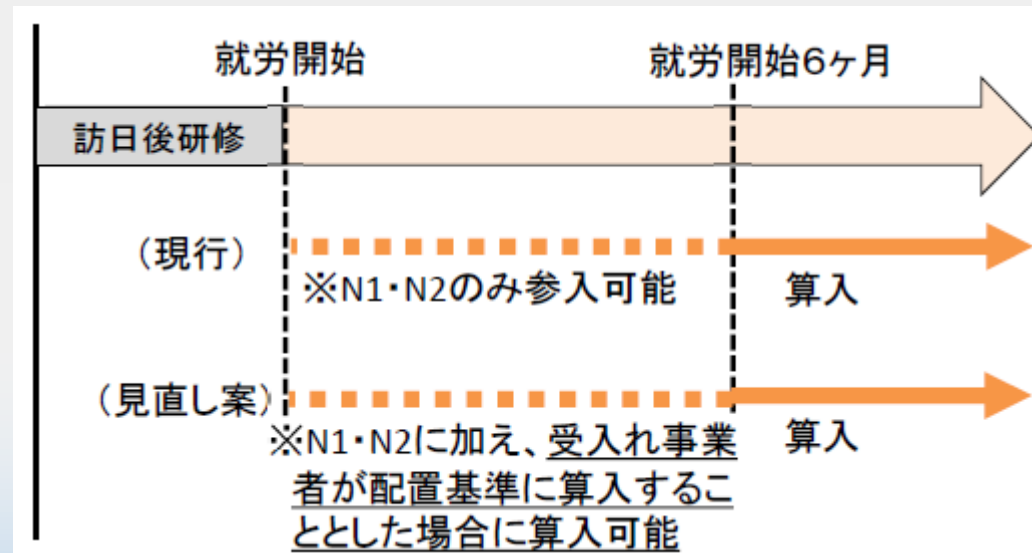 就労開始
就労開始6ヶ月
訪日後研修
(現行)
※N1・N2のみ参入可能
算入
(見直し案)
※N1・N2に加え、受入れ事業
者が配置基準に算入するこ
ととした場合に算入可能
算入